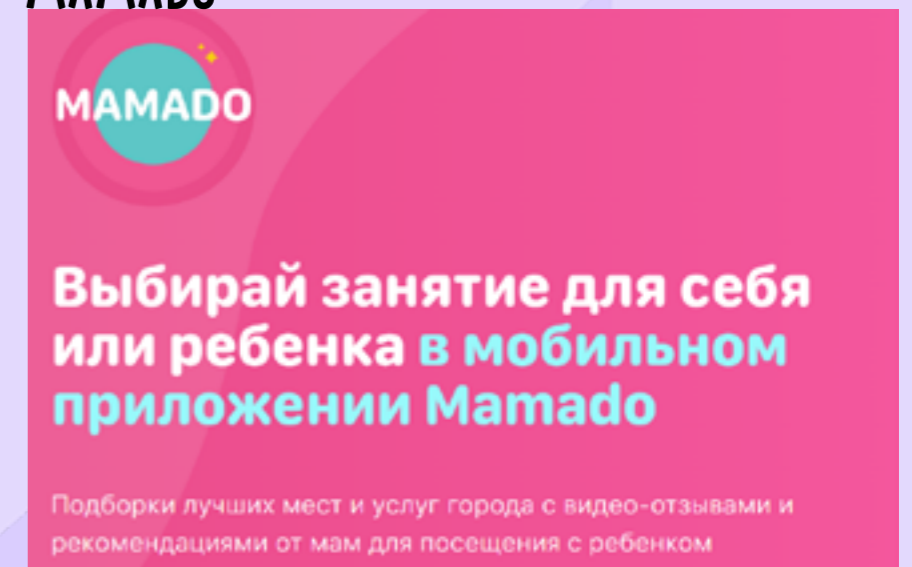 MAMADO
MAMADO
Выбирай занятие для себя
или ребенка в мобильном
приложении Mamado
Подборки лучших мест и услуг города с видео-отзывами и
рекомендациями от мам для посещения с ребенком